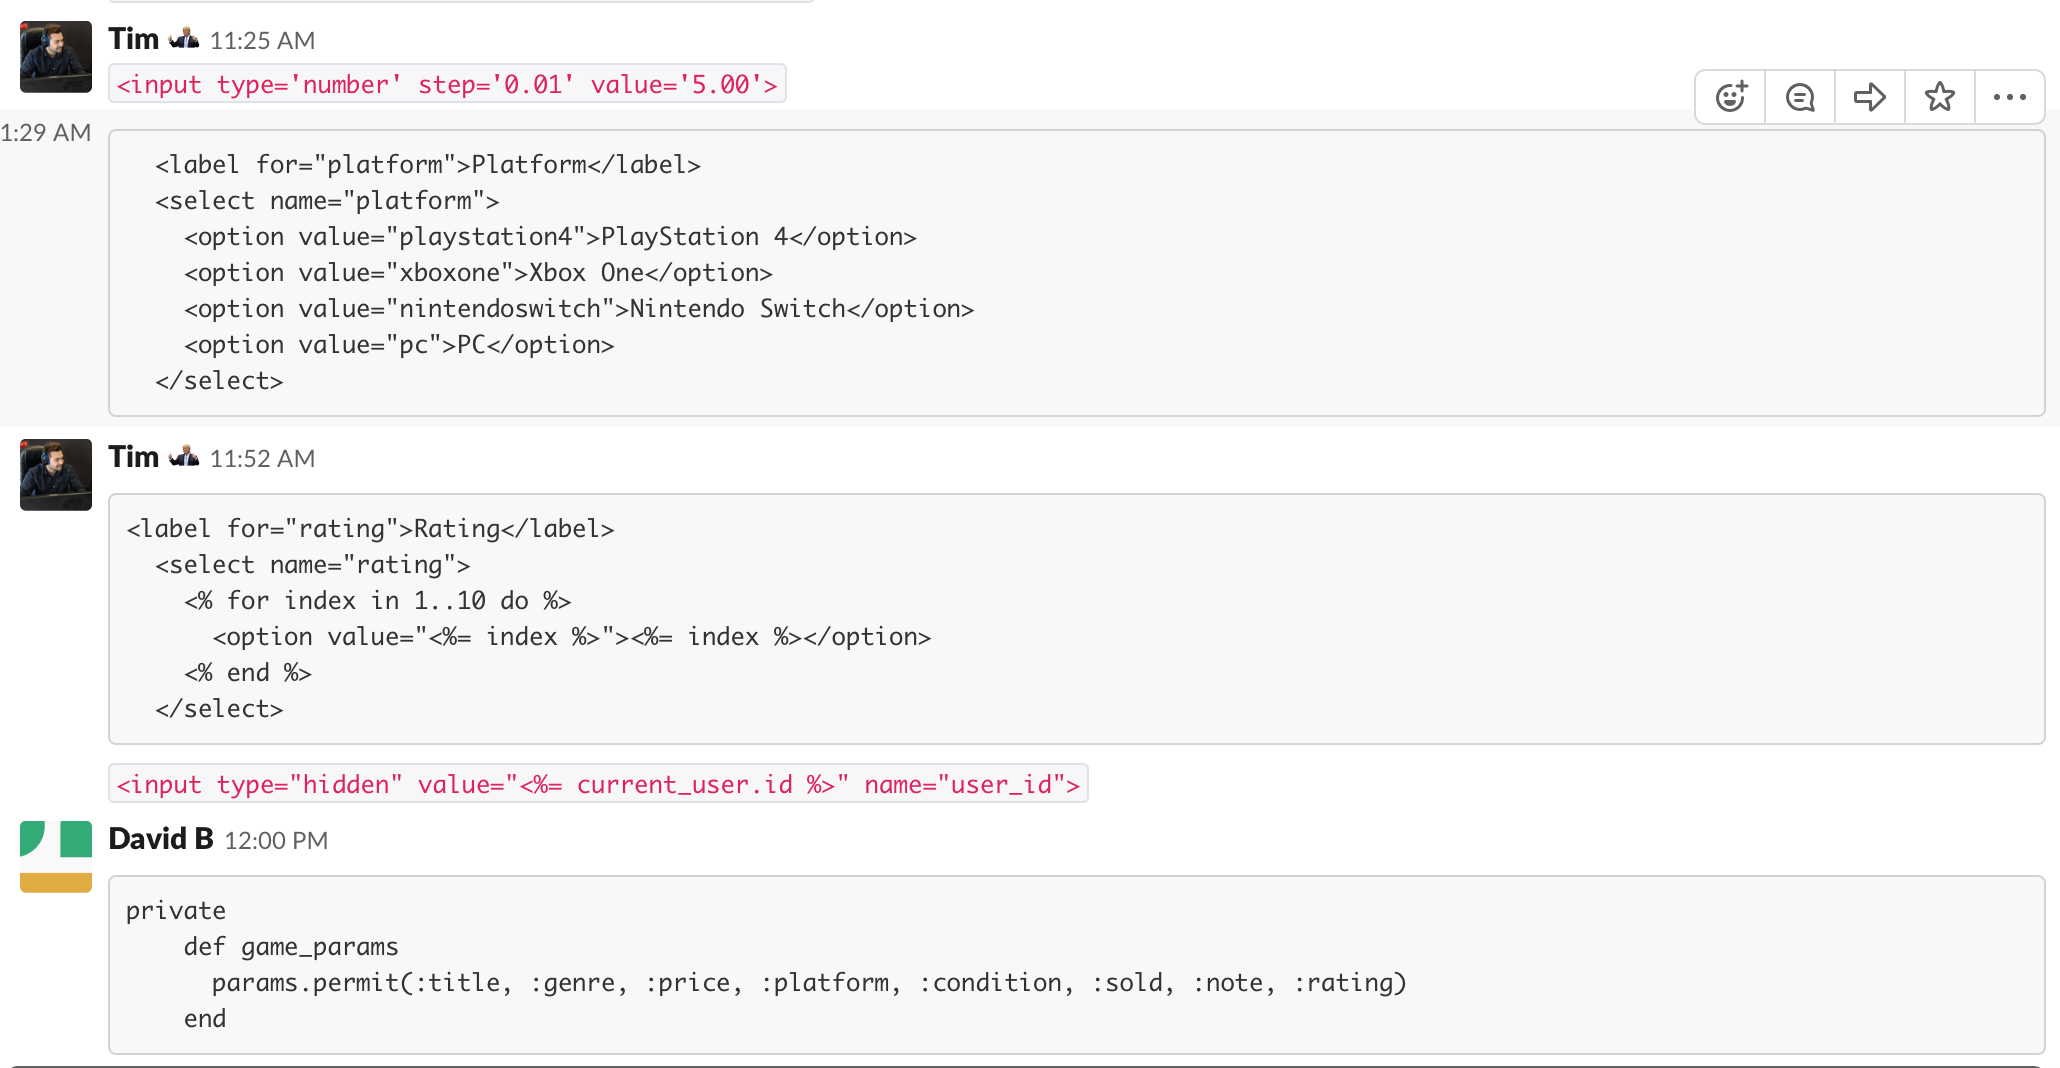 Tim 11:25 AM
<input type='number' step='0.01' value='5.00'>
1:29 AM
<label for="platform">Platform</label>
<select name="platform">
<option value="playstation4">PlayStation 4</option>
<option value="xboxone">Xbox One</option>
<option value="nintendoswitch">Nintendo Switch</option>
<option value="pc">PC</option>
</select>
Tim 11:52 AM
<label for="rating">Rating</label>
<select name="rating">
<% for index in 1..10 do %>
<option value="<%= index %>"><%= index %></option>
<% end %>
</select>
<input type="hidden" value="<%= current_user.id %>" name="user_id">
David B 12:00 PM
private
def game_params
params.permit(:title, :genre, :price, :platform, :condition, :sold, :note, :rating)
end